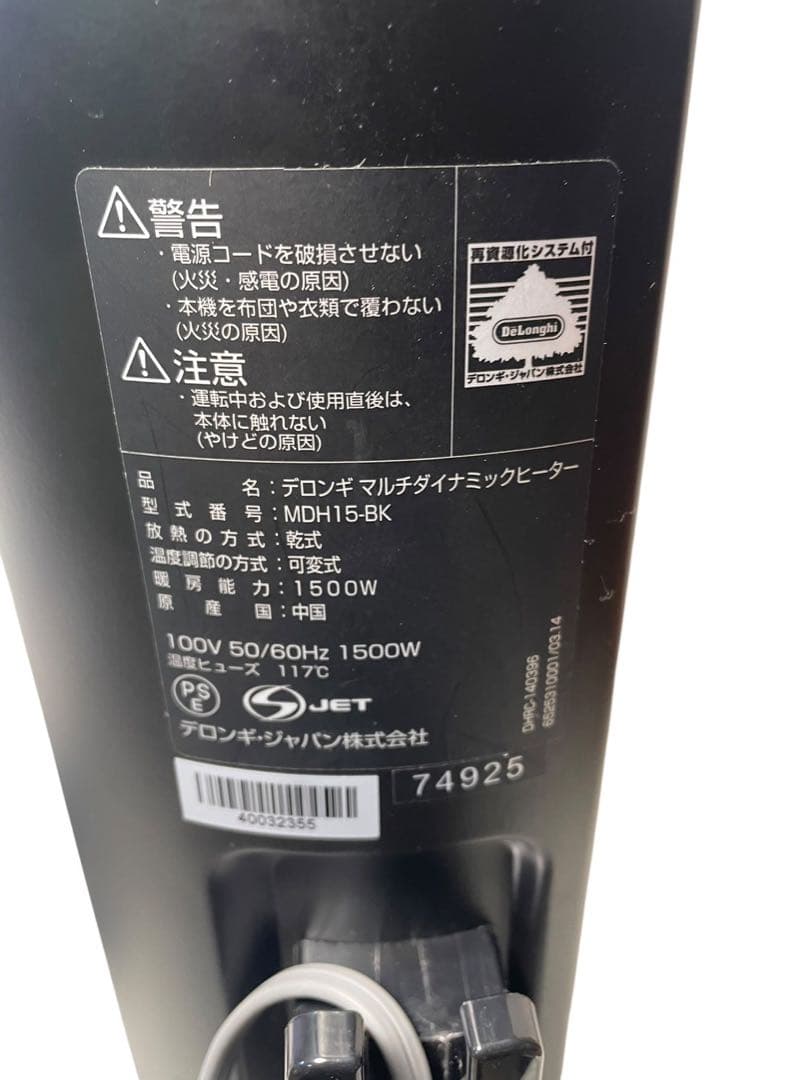 警告
・電源コードを破損させない
(火災・感電の原因)
・本機を布団や衣類で覆わない
(火災の原因)
注意
・運転中および使用直後は、
本体に触れない
(やけどの原因)
再資源化システム付
DeLonghi
デロンギ・ジャパン株式会社
品名：デロンギ マルチダイナミックヒーター
型式番号：MDH15-BK
放熱の方式：乾式
温度調節の方式：可変式
暖房能力：1500W
原産国：中国
100V 50/60Hz 1500W
温度ヒューズ 117℃
PSE
JET
デロンギ・ジャパン株式会社
DHRC-140396
6525310001/03.14
74925
40032355